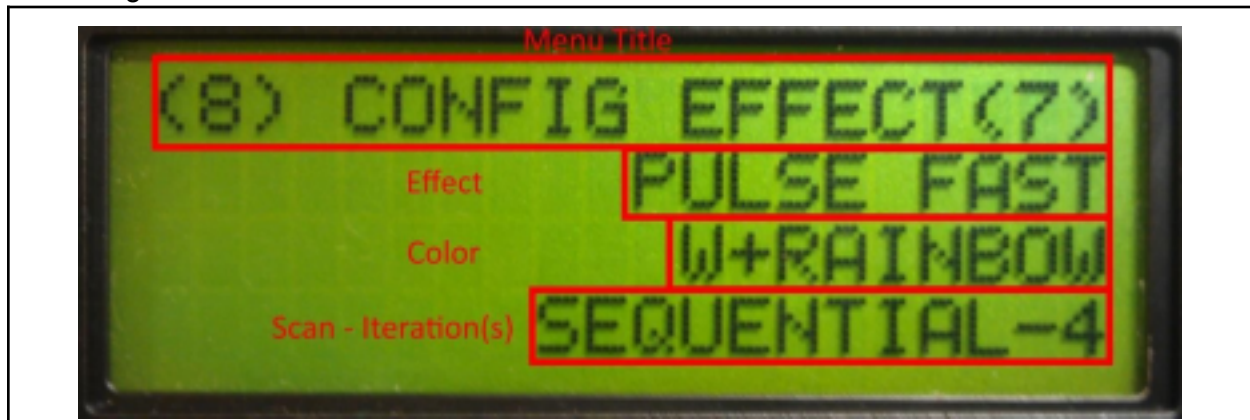 Menu Title
(8) CONFIG EFFECT(7)
Effect PULSE FAST
Color W+RAINBOW
Scan - Iteration(s) SEQUENTIAL-4